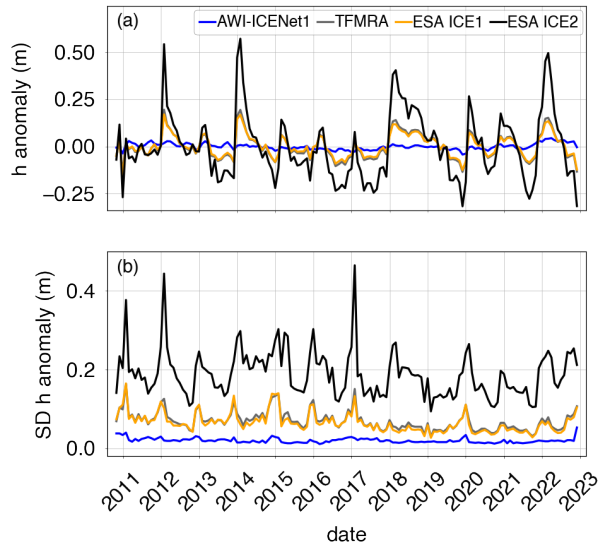 (a)
AWI-ICENet1 TFMRA ESA ICE1 ESA ICE2
h anomaly (m)
0.50
0.25
0.00
−0.25
(b)
SD h anomaly (m)
0.4
0.2
0.0
2011 2012 2013 2014 2015 2016 2017 2018 2019 2020 2021 2022 2023
date